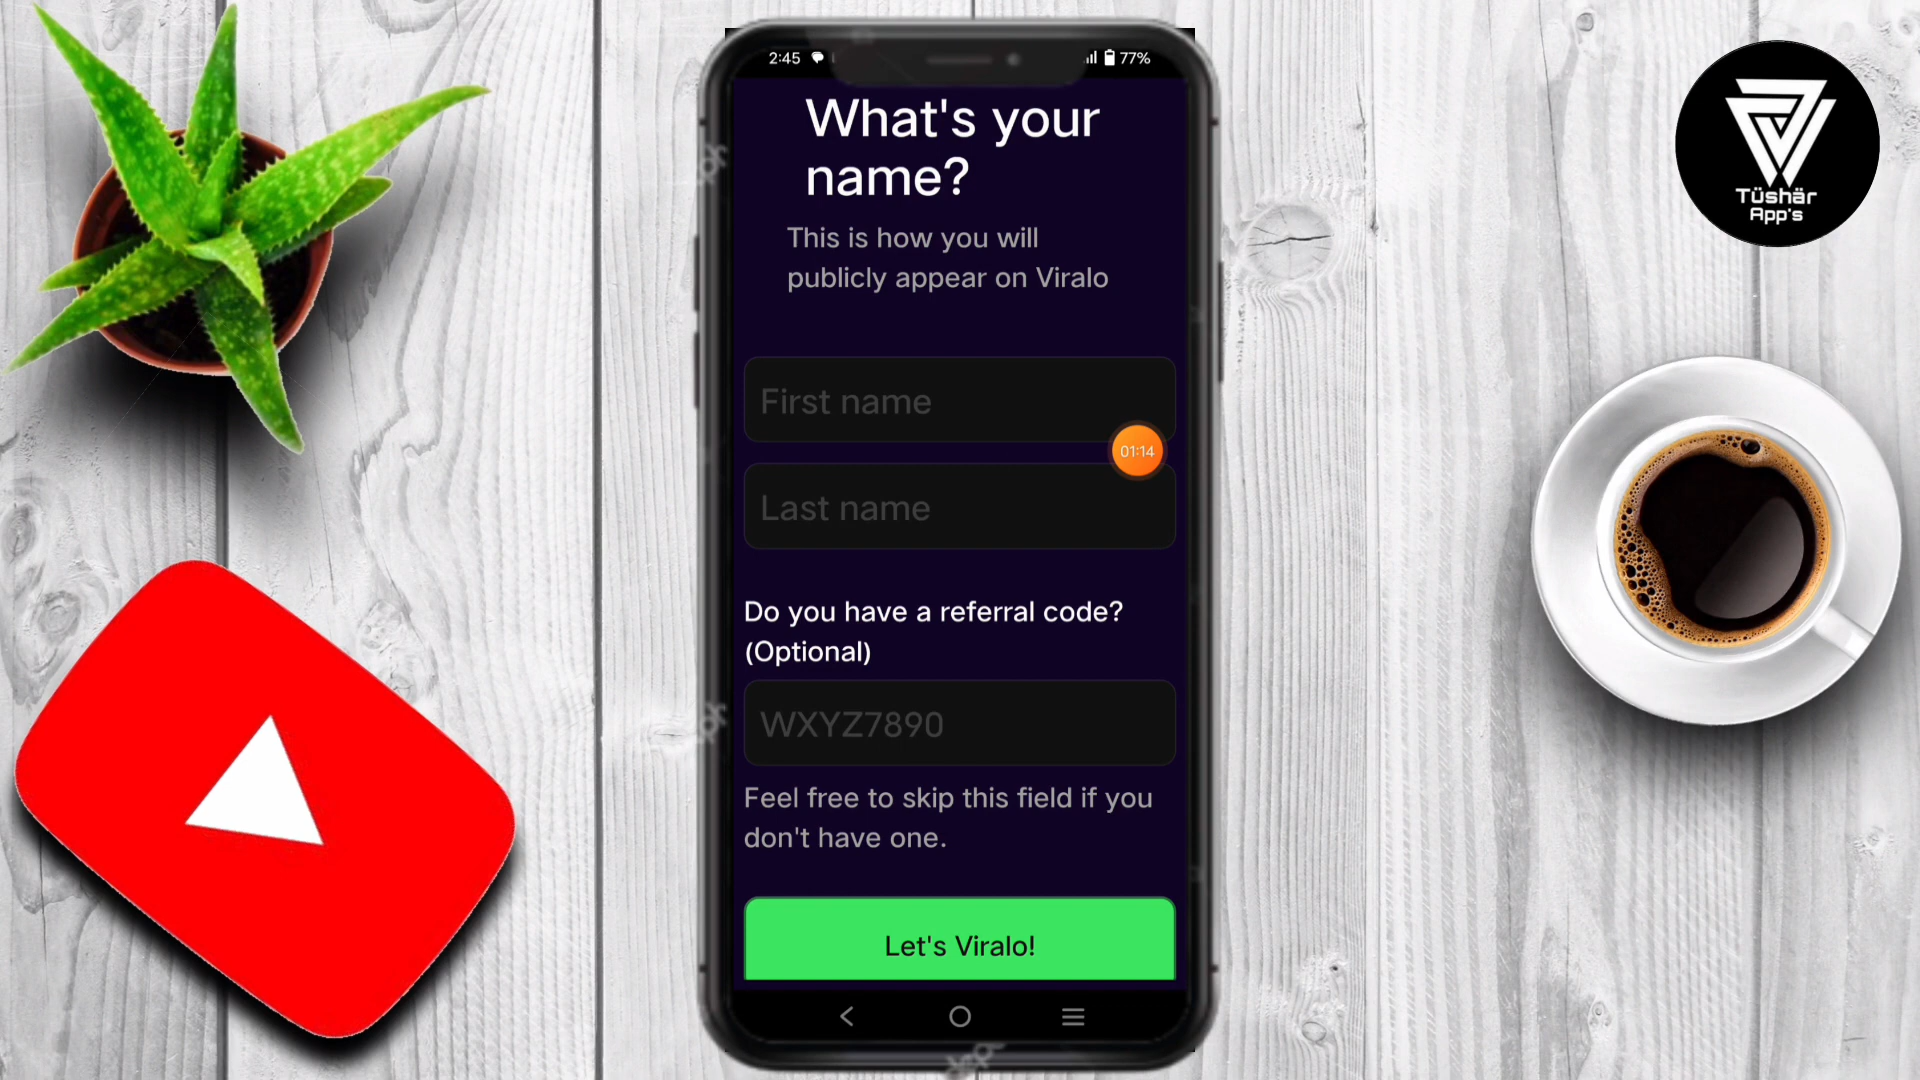 2:45
77%
What's your
name?
This is how you will
publicly appear on Viralo
First name
01:14
Last name
Do you have a referral code?
(Optional)
WXYZ7890
Feel free to skip this field if you
don't have one.
Let's Viralo!
Tüshär
App's